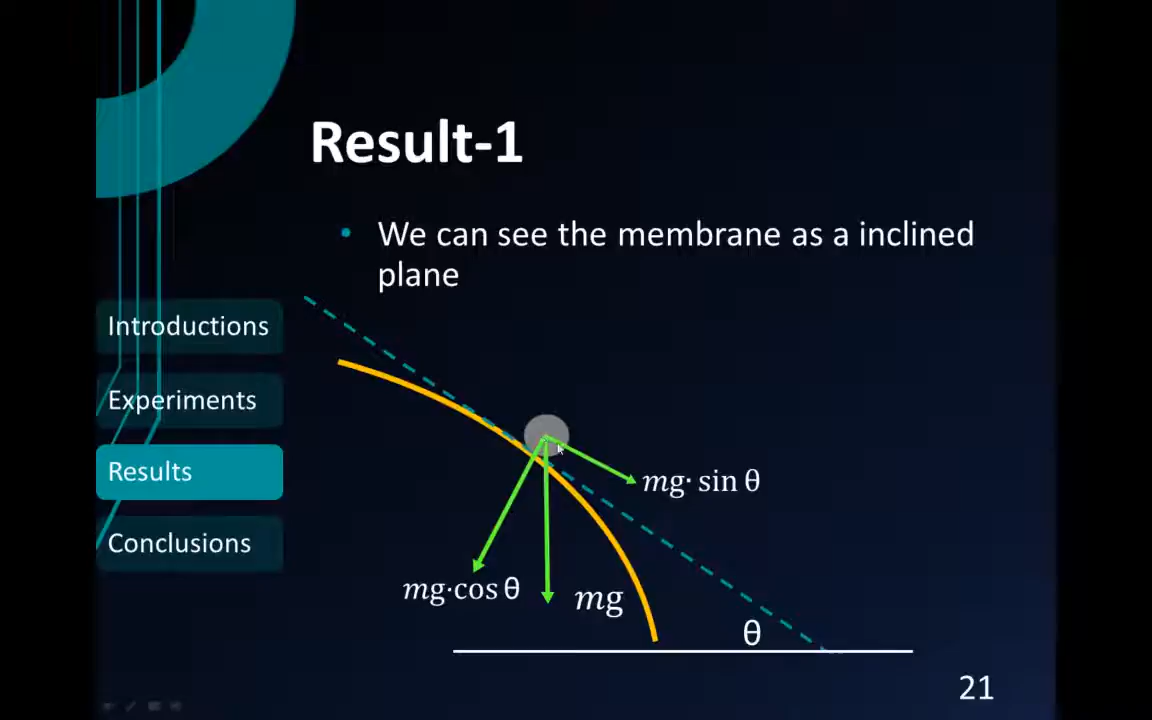 Result-1
We can see the membrane as a inclined
plane
Introductions
Experiments
Results
Conclusions
mg· sin θ
mg·cos θ
mg
θ
21